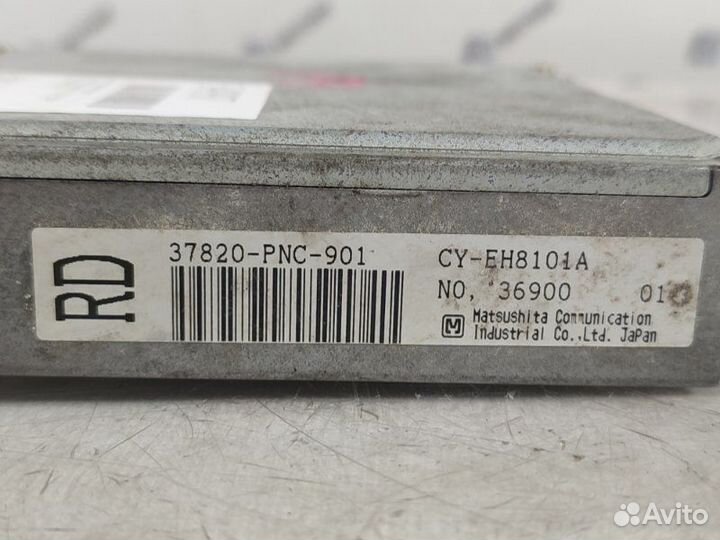 RD
37820-PNC-901
CY-EH8101A
NO, 36900 01
M Matsushita Communication
Industrial Co.,Ltd. JaPan
Avito